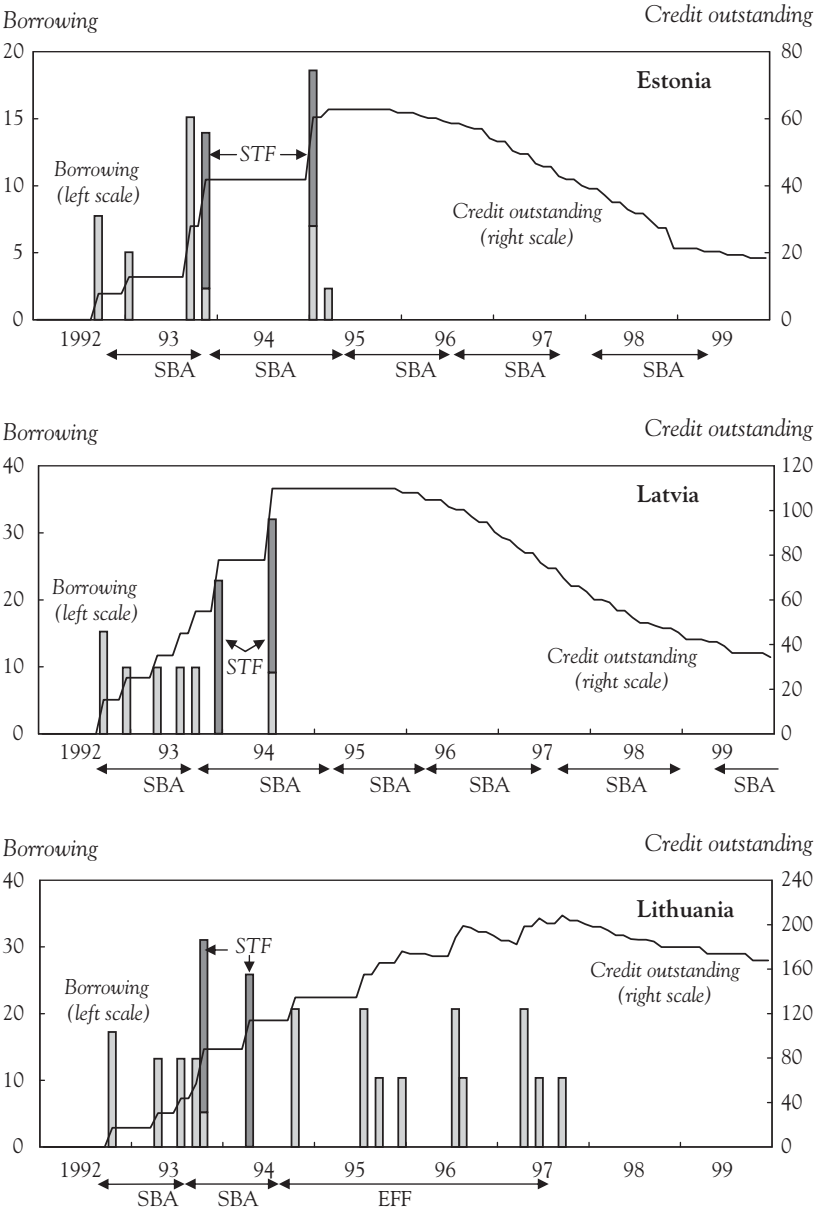 Borrowing Credit outstanding
20 80
Estonia
15 60
STF
Borrowing
(left scale)
10 40
Credit outstanding
(right scale)
5 20
0 0
1992 93 94 95 96 97 98 99
SBA SBA SBA SBA SBA
Borrowing Credit outstanding
40 120
Latvia
100
30
80
Borrowing
(left scale)
20 60
40
STF
Credit outstanding
(right scale)
10
20
0 0
1992 93 94 95 96 97 98 99
SBA SBA SBA SBA SBA SBA
Borrowing Credit outstanding
40 240
Lithuania
200
30
STF
160
Credit outstanding
(right scale)
Borrowing
(left scale)
20 120
80
10
40
0 0
1992 93 94 95 96 97 98 99
SBA SBA EFF